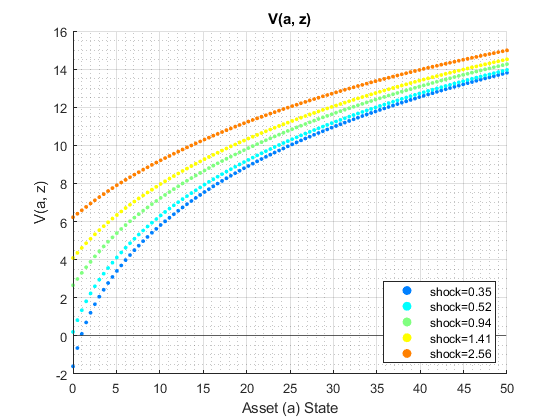 V(a, z)
16
14
12
10
8
6
4
2
0
-2
V(a, z)
0 5 10 15 20 25 30 35 40 45 50
Asset (a) State
shock=0.35
shock=0.52
shock=0.94
shock=1.41
shock=2.56